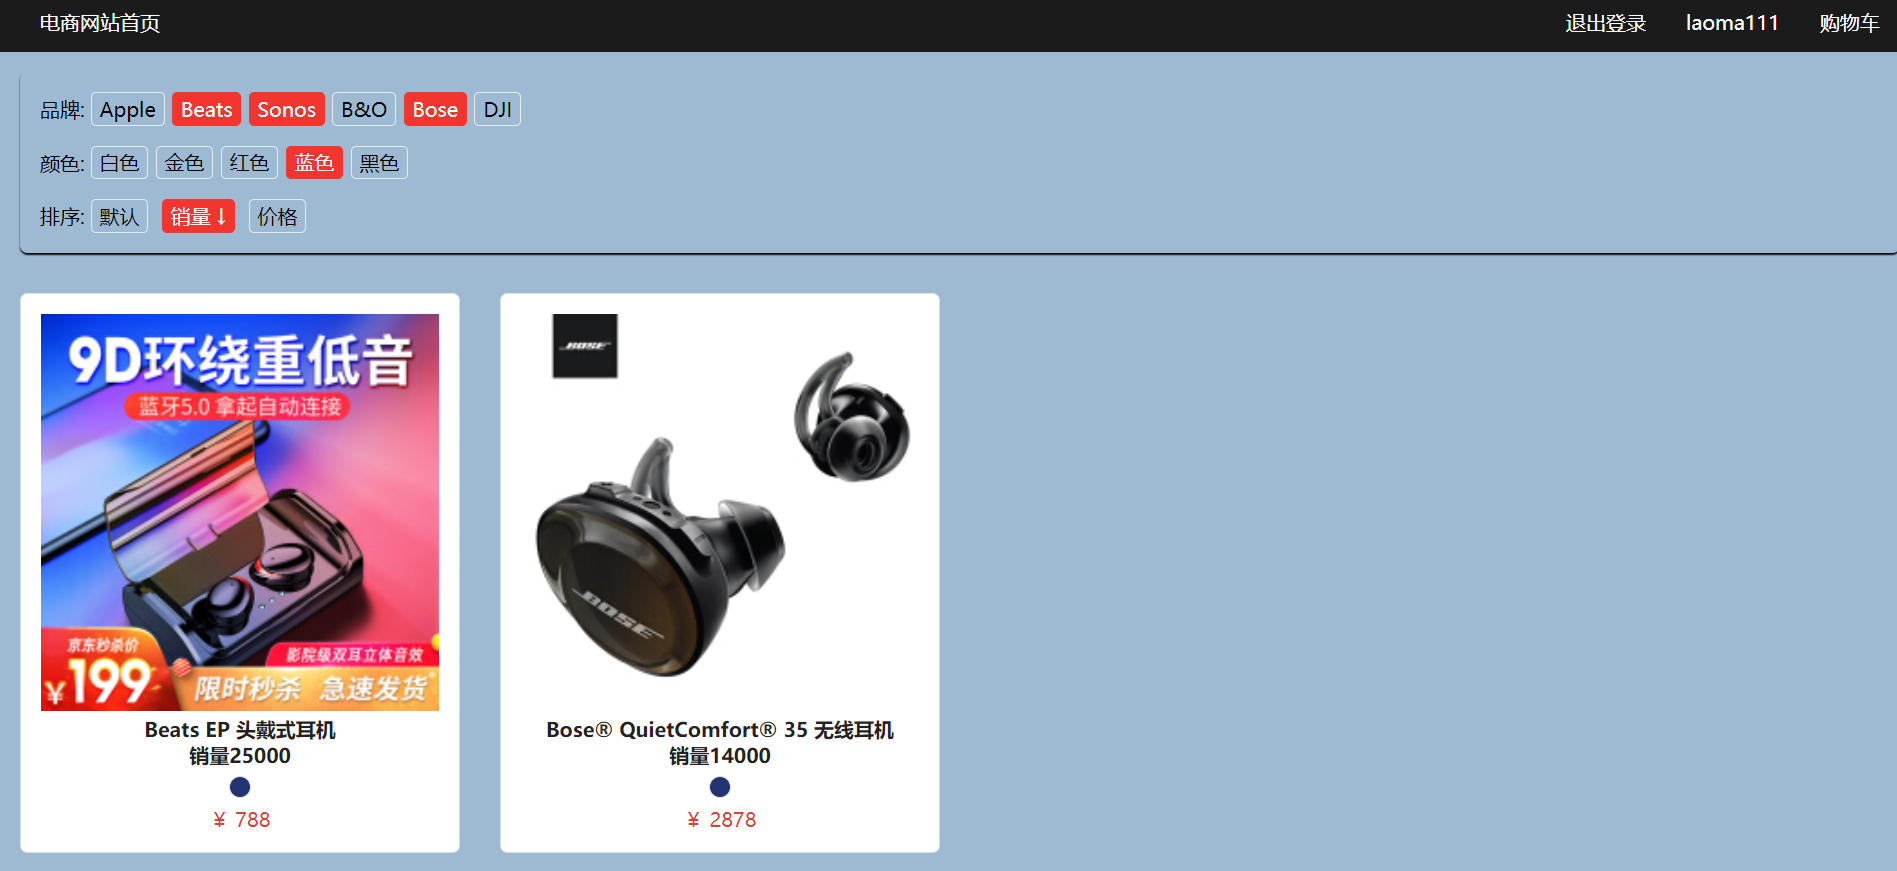 电商网站首页 退出登录 laoma111 购物车
品牌: Apple Beats Sonos B&O Bose DJI
颜色: 白色 金色 红色 蓝色 黑色
排序: 默认 销量↓ 价格
9D环绕重低音
蓝牙5.0 拿起自动连接
京东秒杀价
¥199
影院级双耳立体音效
限时秒杀 急速发货
Beats EP 头戴式耳机
销量25000
¥ 788
BOSE
BOSE
Bose® QuietComfort® 35 无线耳机
销量14000
¥ 2878